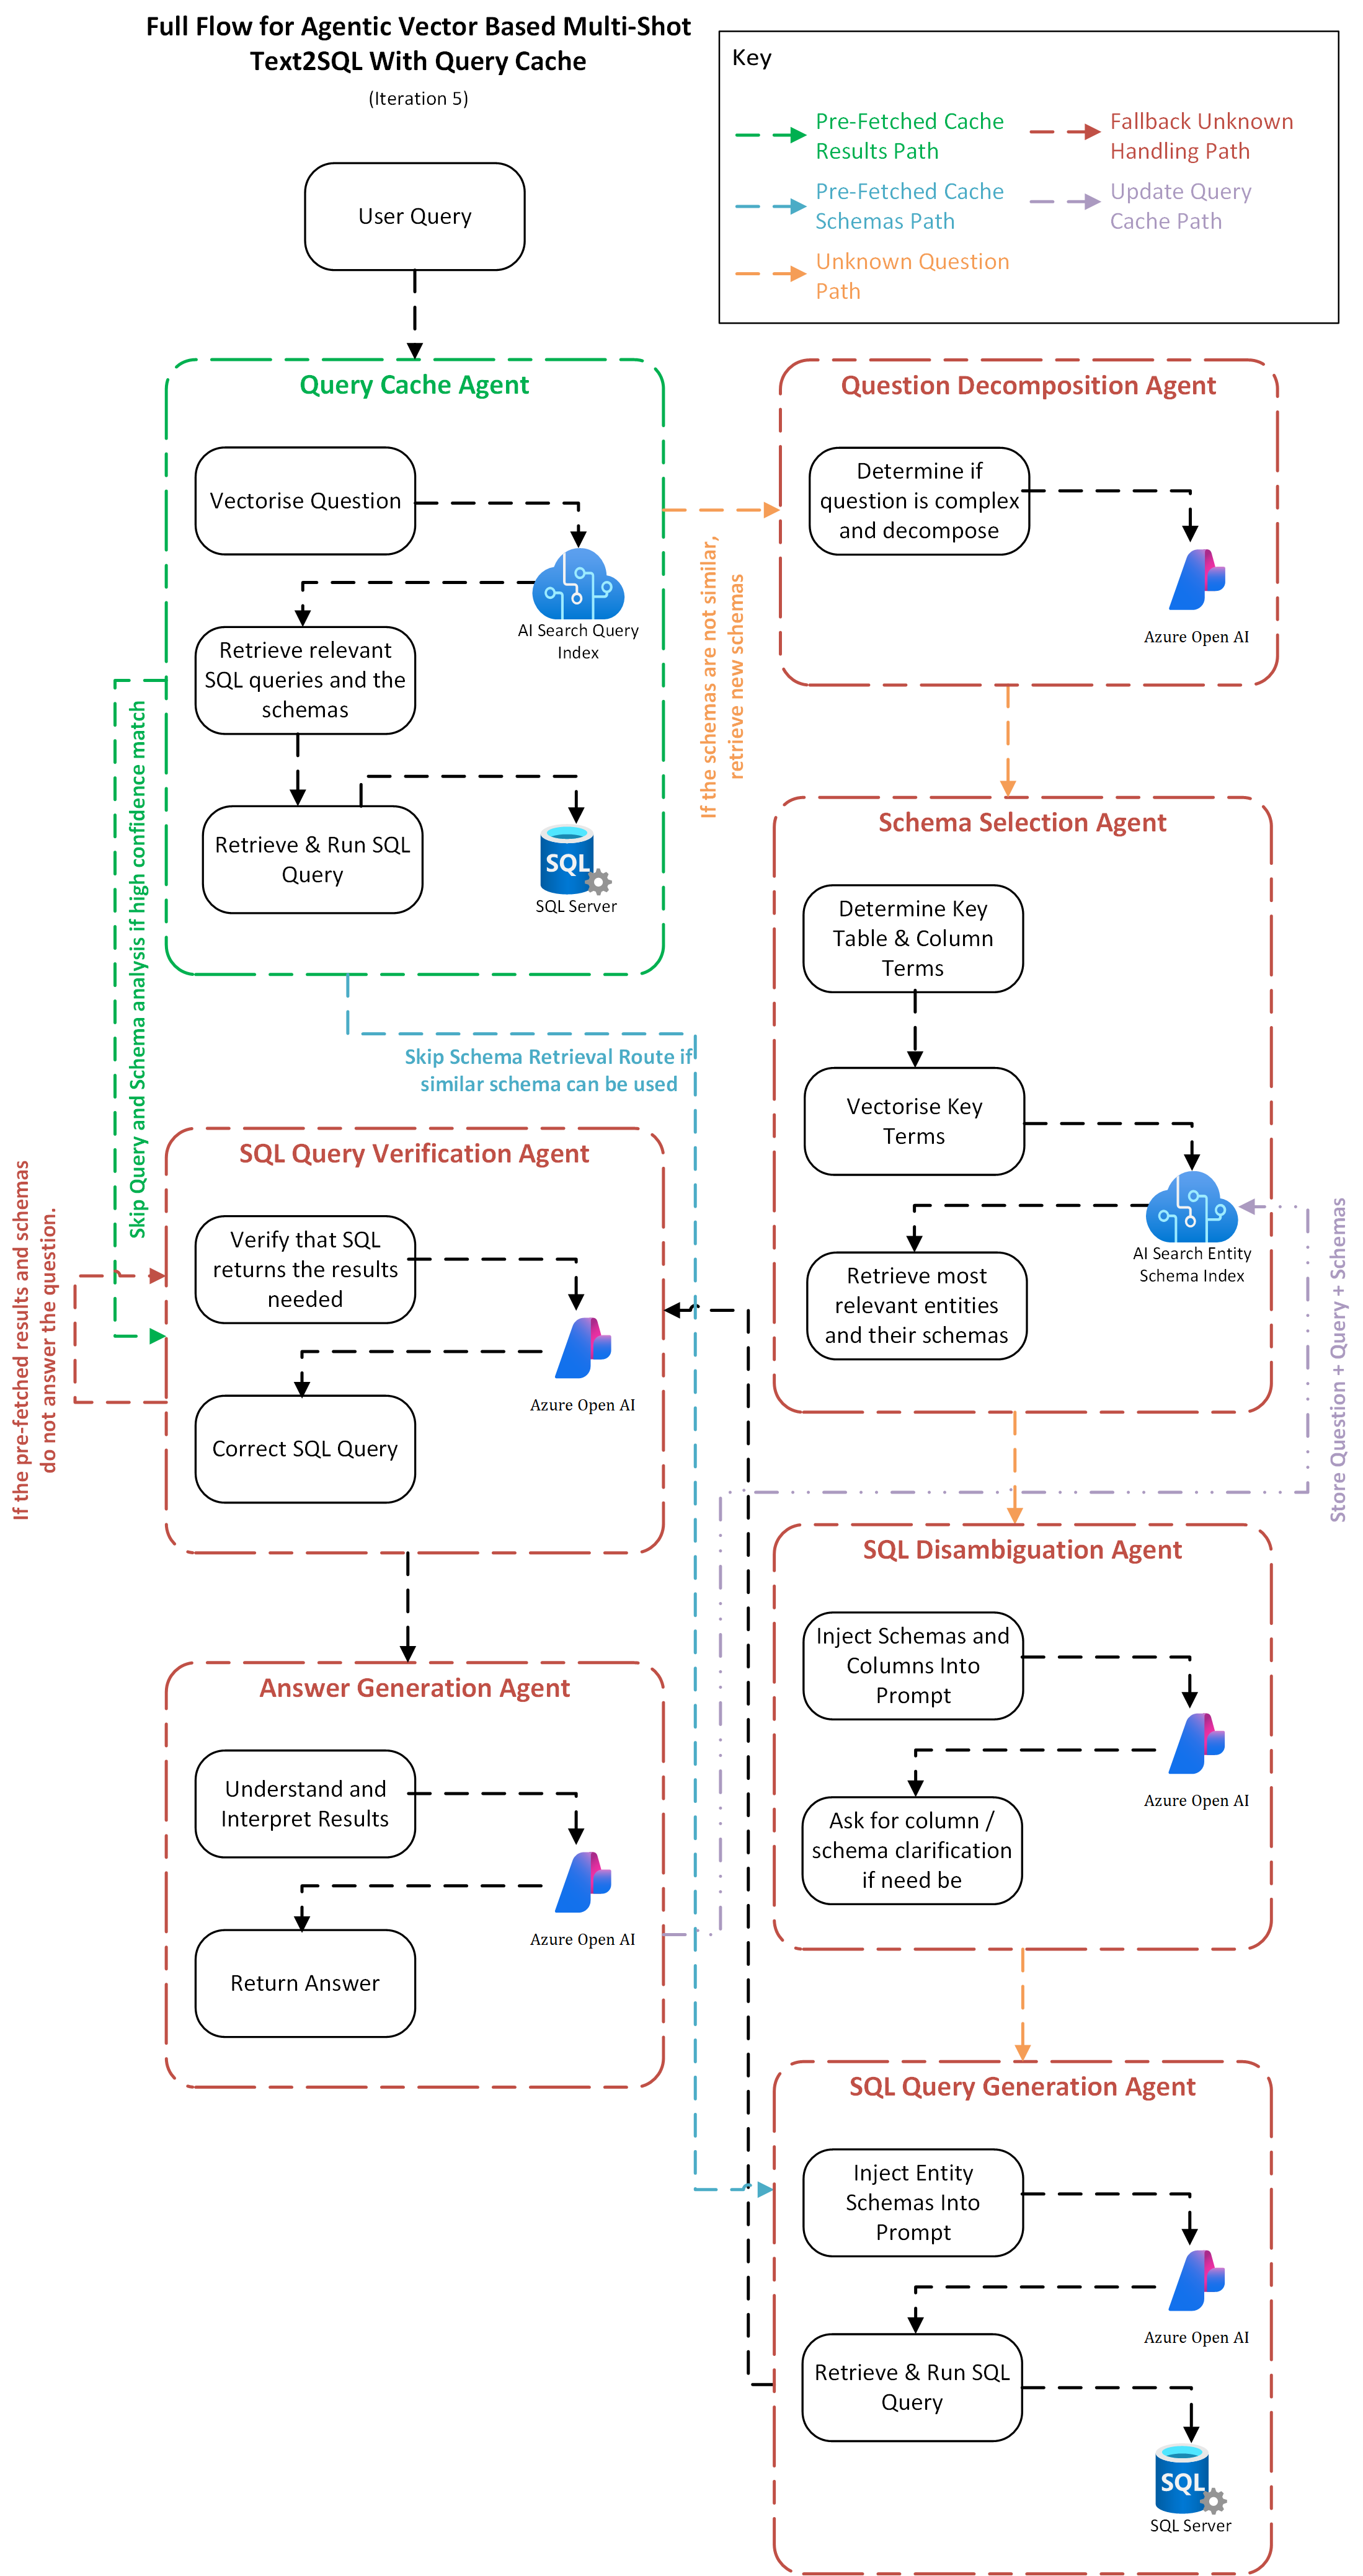 Full Flow for Agentic Vector Based Multi-Shot
Text2SQL With Query Cache
(Iteration 5)
Key
Pre-Fetched Cache
Results Path
Fallback Unknown
Handling Path
Pre-Fetched Cache
Schemas Path
Update Query
Cache Path
Unknown Question
Path
User Query
Query Cache Agent
Vectorise Question
AI Search Query
Index
Retrieve relevant
SQL queries and the
schemas
Retrieve & Run SQL
Query
SQL
SQL Server
Skip Query and Schema analysis if high confidence match
If the schemas are not similar,
retrieve new schemas
Question Decomposition Agent
Determine if
question is complex
and decompose
Azure Open AI
Schema Selection Agent
Determine Key
Table & Column
Terms
Vectorise Key
Terms
AI Search Entity
Schema Index
Retrieve most
relevant entities
and their schemas
Store Question + Query + Schemas
Skip Schema Retrieval Route if
similar schema can be used
SQL Query Verification Agent
Verify that SQL
returns the results
needed
Azure Open AI
Correct SQL Query
If the pre-fetched results and schemas
do not answer the question.
SQL Disambiguation Agent
Inject Schemas and
Columns Into
Prompt
Azure Open AI
Ask for column /
schema clarification
if need be
Answer Generation Agent
Understand and
Interpret Results
Azure Open AI
Return Answer
SQL Query Generation Agent
Inject Entity
Schemas Into
Prompt
Azure Open AI
Retrieve & Run SQL
Query
SQL
SQL Server